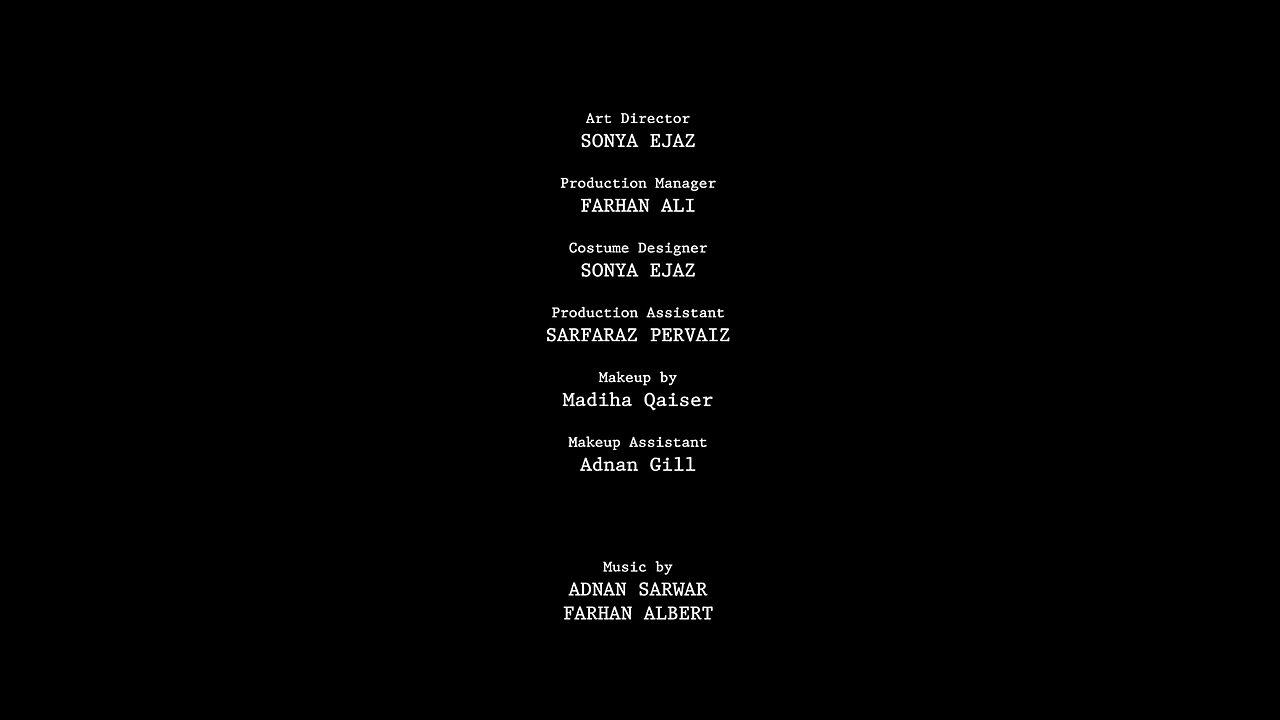 Art Director
SONYA EJAZ
Production Manager
FARHAN ALI
Costume Designer
SONYA EJAZ
Production Assistant
SARFARAZ PERVAIZ
Makeup by
Madiha Qaiser
Makeup Assistant
Adnan Gill
Music by
ADNAN SARWAR
FARHAN ALBERT